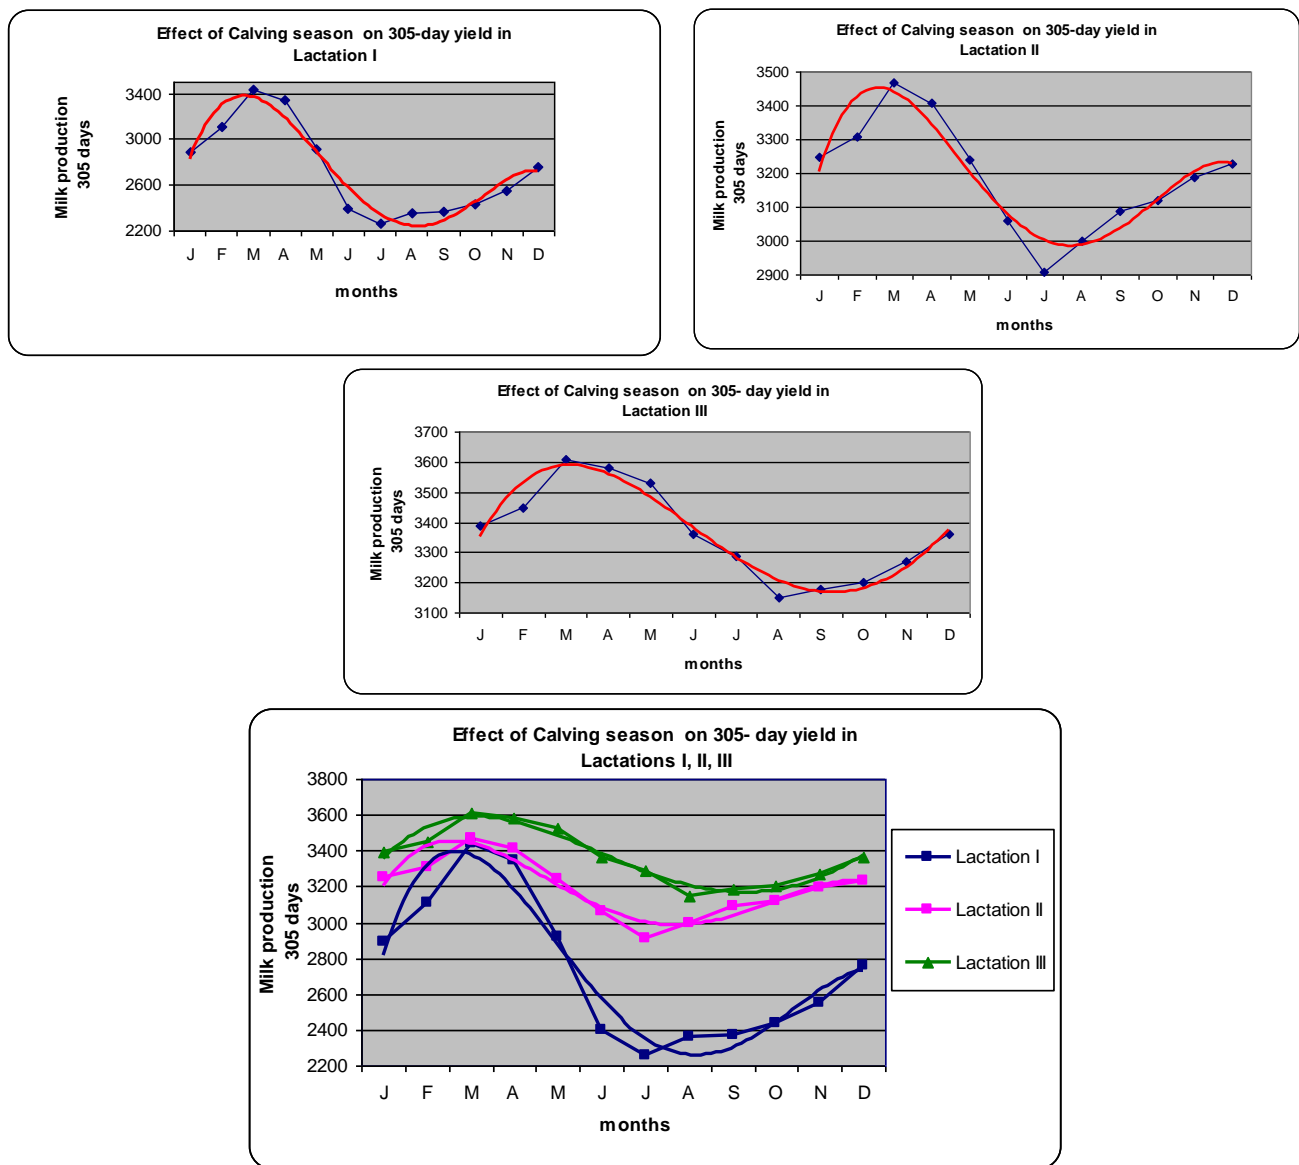 Effect of Calving season on 305-day yield in
Lactation I
Milk production
305 days
3400
3000
2600
2200
J F M A M J J A S O N D
months
Effect of Calving season on 305-day yield in
Lactation II
Milk production
305 days
3500
3400
3300
3200
3100
3000
2900
J F M A M J J A S O N D
months
Effect of Calving season on 305- day yield in
Lactation III
Milk production
305 days
3700
3600
3500
3400
3300
3200
3100
J F M A M J J A S O N D
months
Effect of Calving season on 305- day yield in
Lactations I, II, III
Milk production
305 days
3800
3600
3400
3200
3000
2800
2600
2400
2200
J F M A M J J A S O N D
months
Lactation I
Lactation II
Lactation III